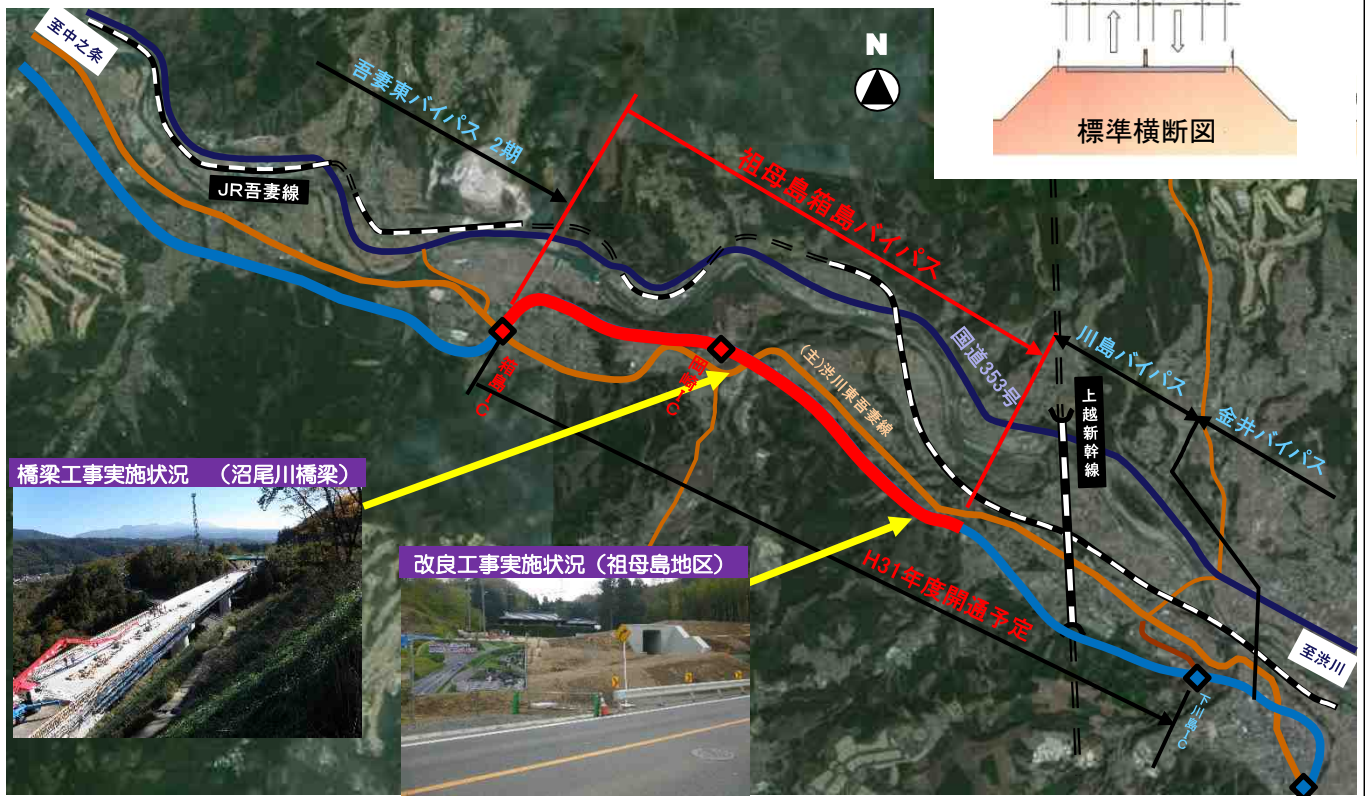 標準横断図
N
至中之条
吾妻東バイパス 2期
祖母島箱島バイパス
JR吾妻線
国道353号
川島バイパス
金井バイパス
上越新幹線
(主)渋川東吾妻線
箱島IC
岡崎IC
H31年度開通予定
至渋川
下川島IC
橋梁工事実施状況 (沼尾川橋梁)
改良工事実施状況(祖母島地区)